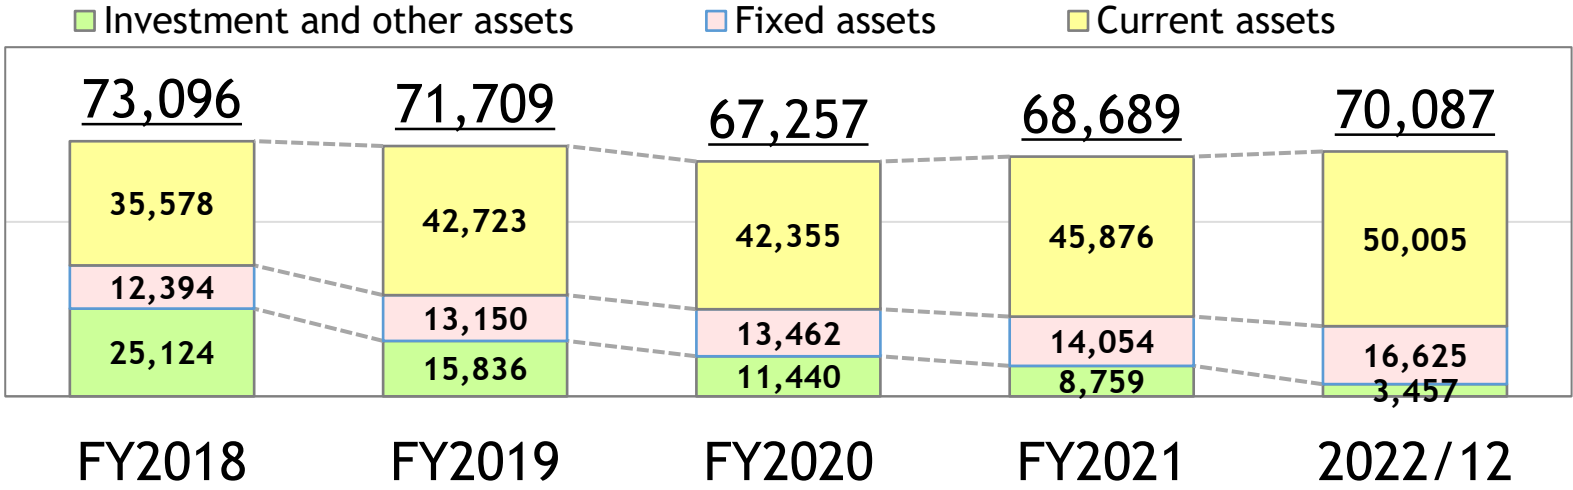 Investment and other assets Fixed assets Current assets
73,096 71,709 67,257 68,689 70,087
35,578 42,723 42,355 45,876 50,005
12,394 13,150 13,462 14,054 16,625
25,124 15,836 11,440 8,759 3,457
FY2018 FY2019 FY2020 FY2021 2022/12